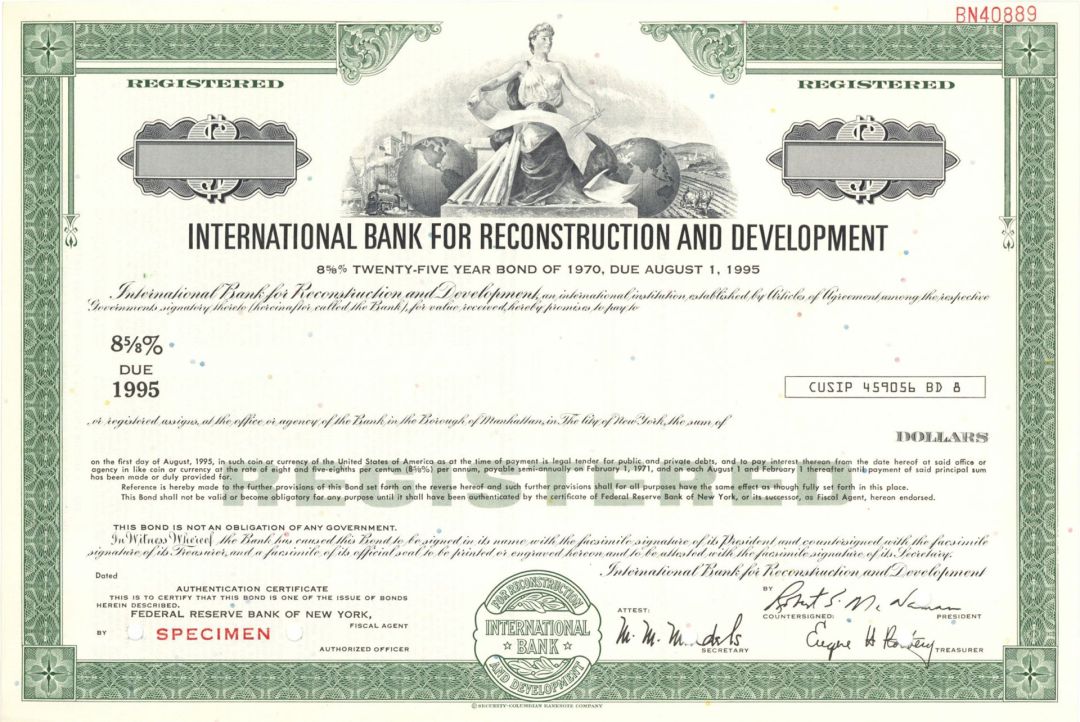 BN40889
REGISTERED
REGISTERED
INTERNATIONAL BANK FOR RECONSTRUCTION AND DEVELOPMENT
8⅝% TWENTY-FIVE YEAR BOND OF 1970, DUE AUGUST 1, 1995
International Bank for Reconstruction and Development, an international institution, established by Articles of Agreement among the respective
Governments signatory thereto (hereinafter called the Bank), for value received, hereby promises to pay to
8⅝%
DUE
1995
CUSIP 459056 BD 8
or registered assigns, at the office or agency of the Bank in the Borough of Manhattan, in The City of New York, the sum of
DOLLARS
REGISTERED
on the first day of August, 1995, in such coin or currency of the United States of America as at the time of payment is legal tender for public and private debts, and to pay interest thereon from the date hereof at said office or
agency in like coin or currency at the rate of eight and five-eighths per centum (8⅝%) per annum, payable semi-annually on February 1, 1971, and on each August 1 and February 1 thereafter until payment of said principal sum
has been made or duly provided for.
Reference is hereby made to the further provisions of this Bond set forth on the reverse hereof and such further provisions shall for all purposes have the same effect as though fully set forth in this place.
This Bond shall not be valid or become obligatory for any purpose until it shall have been authenticated by the certificate of Federal Reserve Bank of New York, or its successor, as Fiscal Agent, hereon endorsed.
THIS BOND IS NOT AN OBLIGATION OF ANY GOVERNMENT.
In Witness Whereof, the Bank has caused this Bond to be signed in its name with the facsimile signature of its President and countersigned with the facsimile
signature of its Treasurer, and a facsimile of its official seal to be printed or engraved hereon and to be attested with the facsimile signature of its Secretary.
International Bank for Reconstruction and Development
Dated
AUTHENTICATION CERTIFICATE
THIS IS TO CERTIFY THAT THIS BOND IS ONE OF THE ISSUE OF BONDS
HEREIN DESCRIBED.
FEDERAL RESERVE BANK OF NEW YORK,
FISCAL AGENT
BY SPECIMEN
AUTHORIZED OFFICER
FOR RECONSTRUCTION
INTERNATIONAL
BANK
AND DEVELOPMENT
ATTEST:
SECRETARY
BY
Robert S. McNamara
COUNTERSIGNED: PRESIDENT
Eugene H. Rotberg
TREASURER
© SECURITY-COLUMBIAN BANKNOTE COMPANY